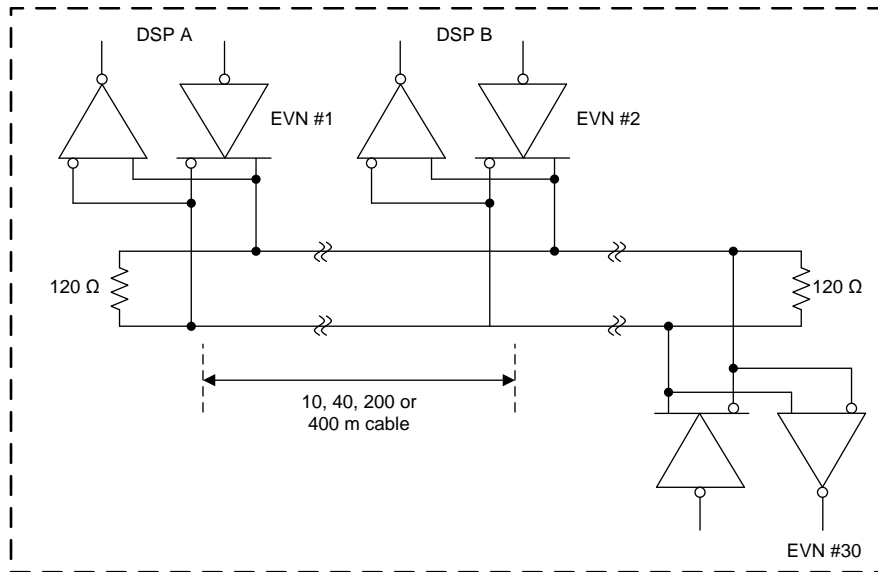 DSP A
DSP B
EVN #1
EVN #2
120 Ω
120 Ω
10, 40, 200 or
400 m cable
EVN #30